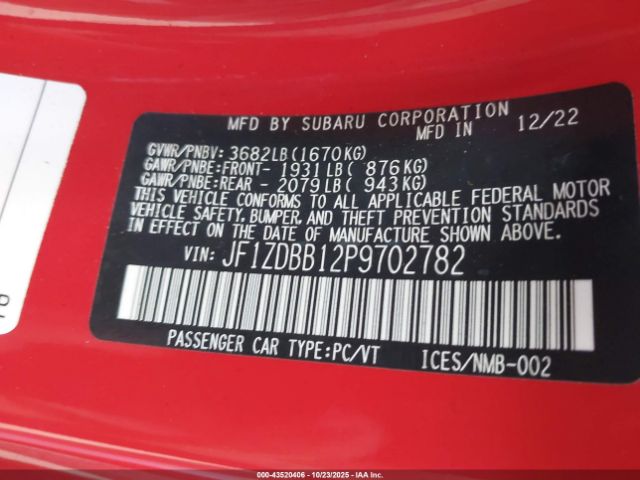 MFD BY SUBARU CORPORATION
MFD IN 12/22
GVWR/PNBV: 3682LB(1670KG)
GAWR/PNBE:FRONT- 1931LB( 876KG)
GAWR/PNBE:REAR - 2079LB( 943KG)
THIS VEHICLE CONFORMS TO ALL APPLICABLE FEDERAL MOTOR
VEHICLE SAFETY, BUMPER, AND THEFT PREVENTION STANDARDS
IN EFFECT ON THE DATE OF MANUFACTURE SHOWN ABOVE.
VIN: JF1ZDBB12P9702782
PASSENGER CAR TYPE:PC/VT ICES/NMB-002
000-43520406 - 10/23/2025 - COPYRIGHT IAA, LLC.